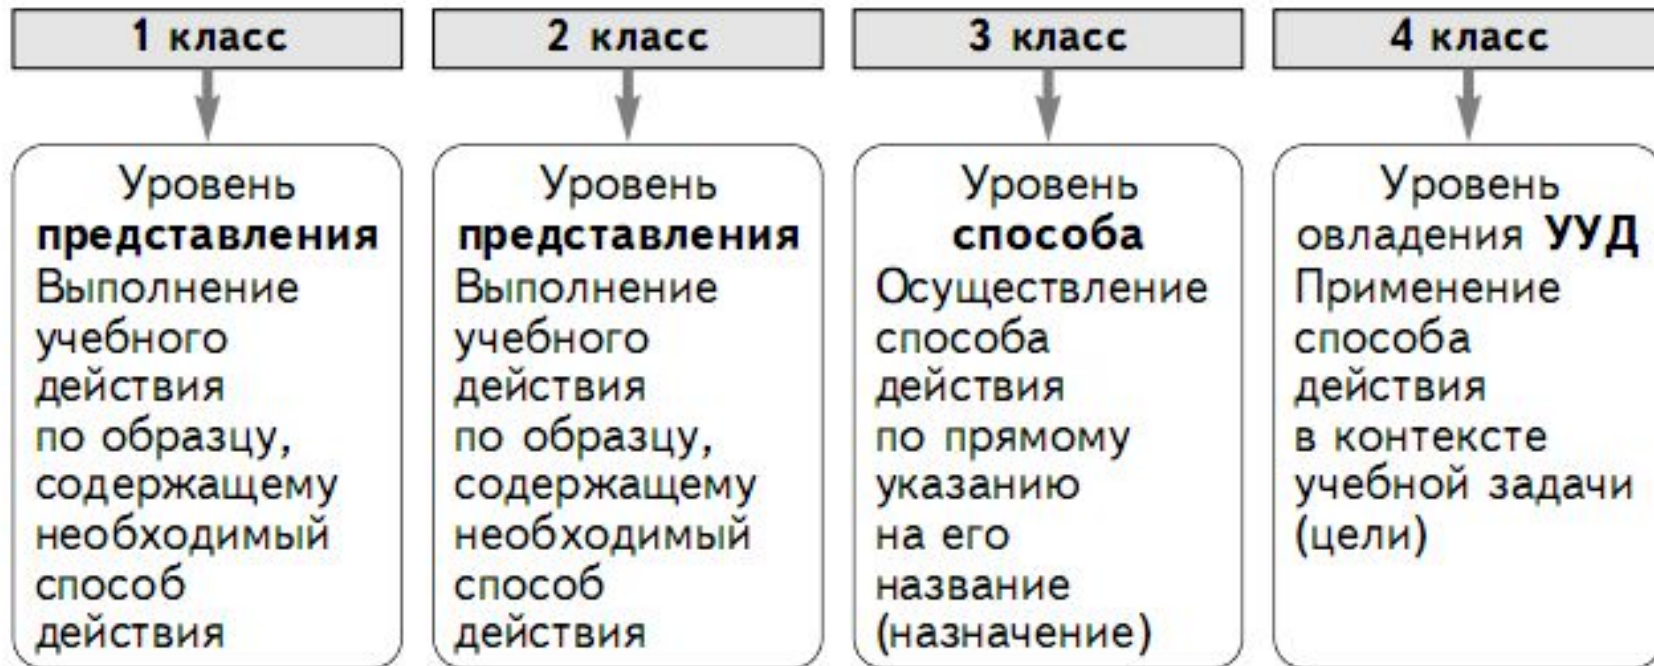 1 класс
Уровень
представления
Выполнение
учебного
действия
по образцу,
содержащему
необходимый
способ
действия
2 класс
Уровень
представления
Выполнение
учебного
действия
по образцу,
содержащему
необходимый
способ
действия
3 класс
Уровень
способа
Осуществление
способа
действия
по прямому
указанию
на его
название
(назначение)
4 класс
Уровень
овладения УУД
Применение
способа
действия
в контексте
учебной задачи
(цели)